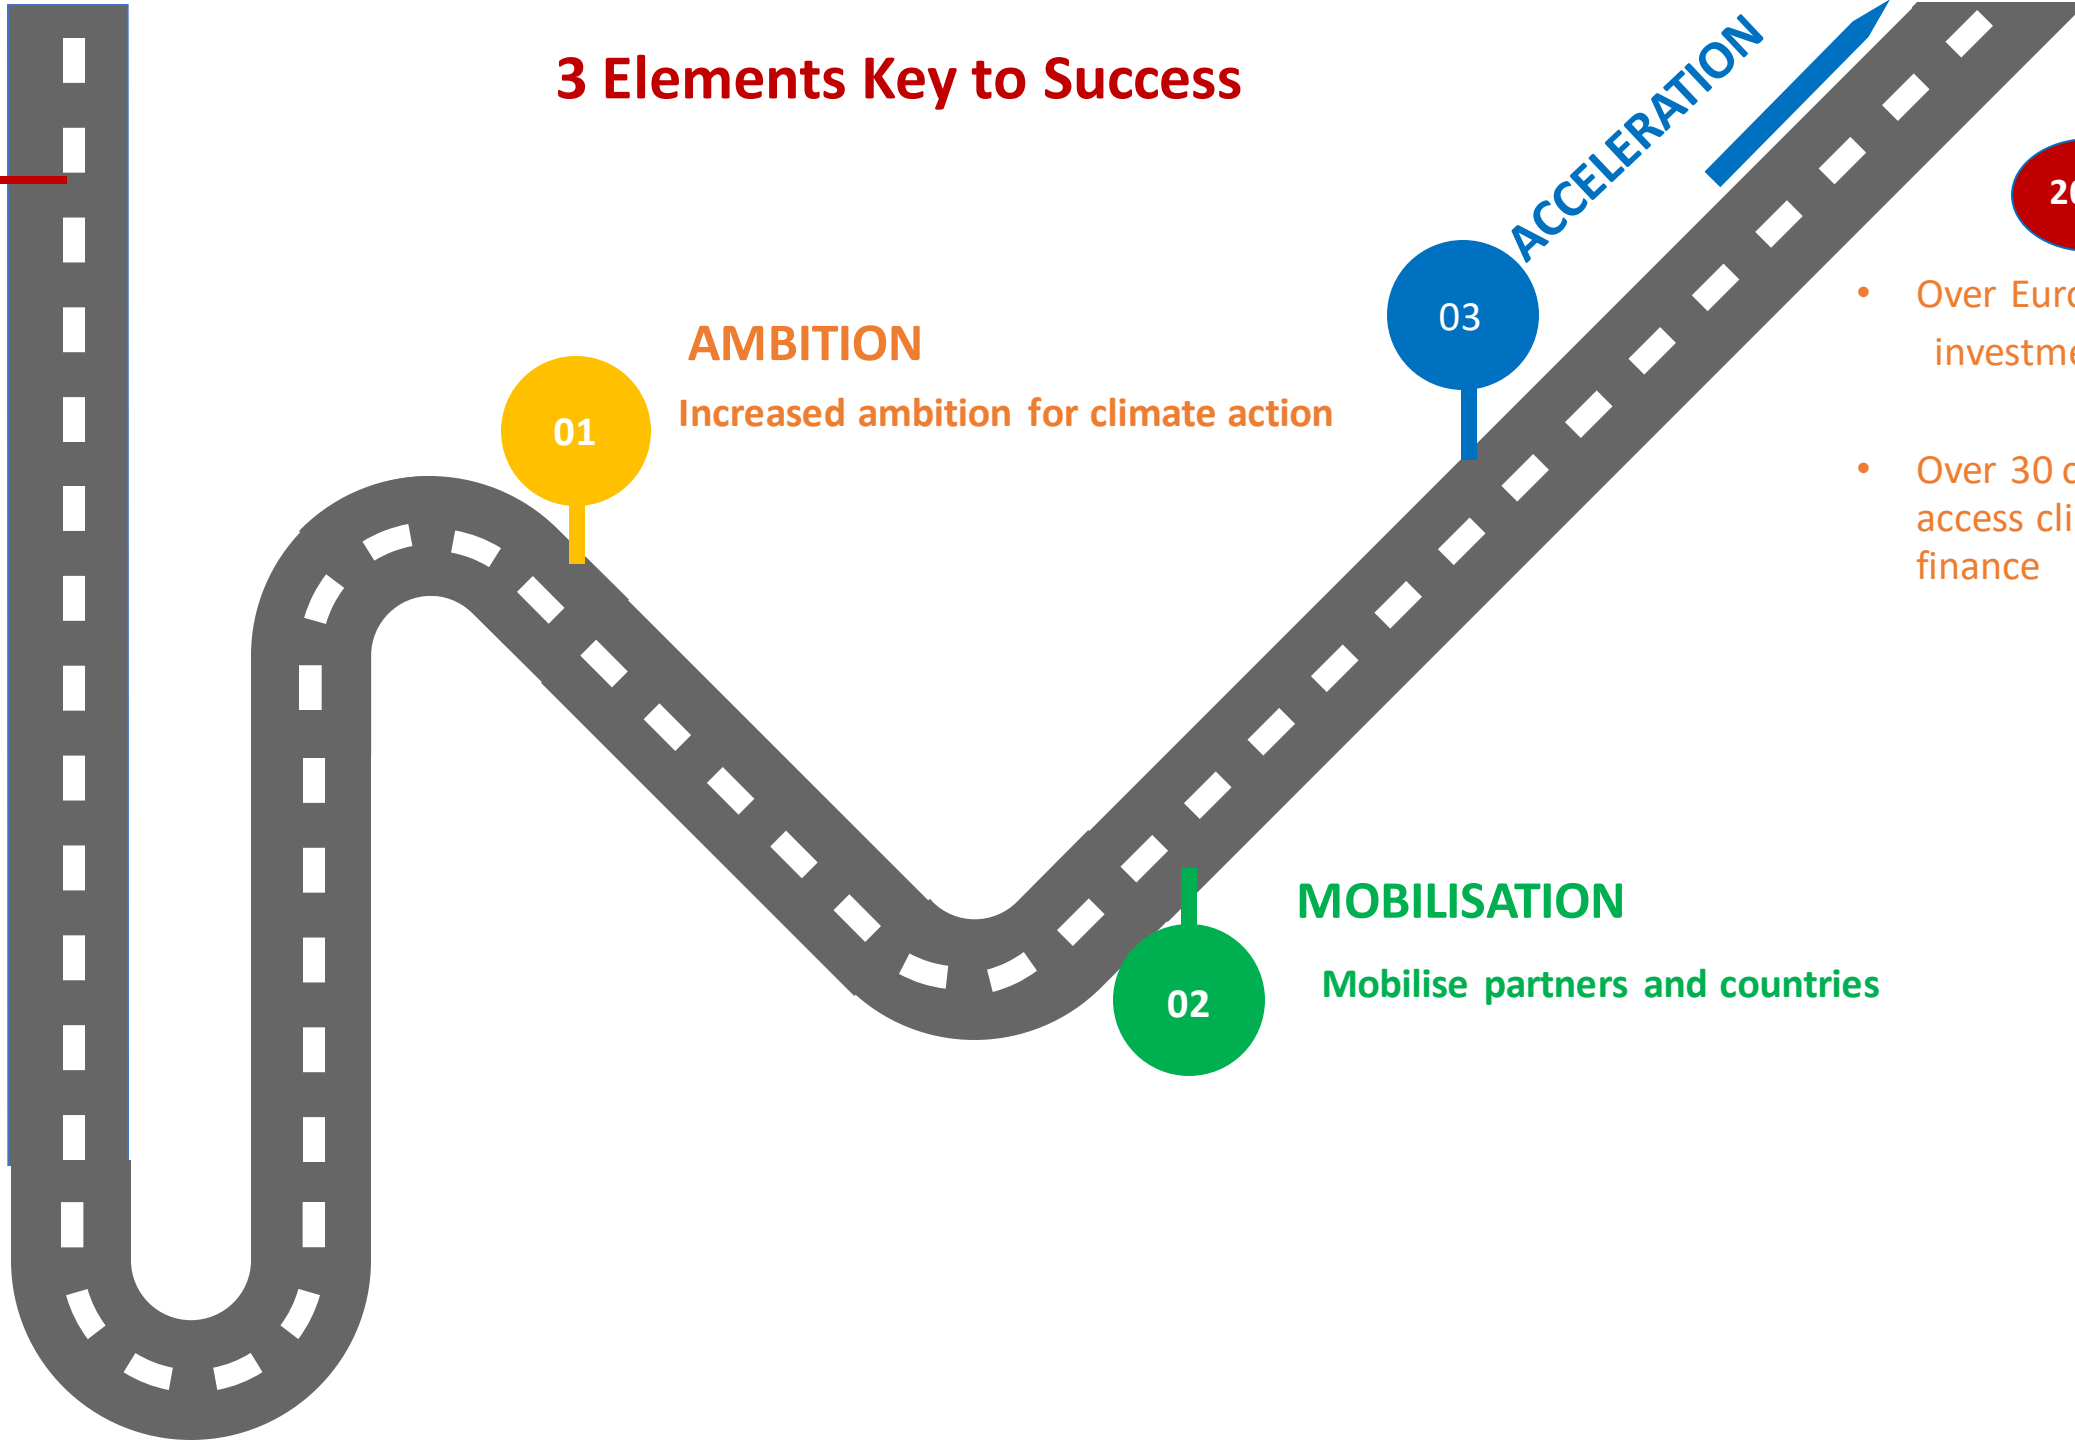 3 Elements Key to Success
ACCELERATION
03
AMBITION
Increased ambition for climate action
01
• Over
• Over 30
access
finance
MOBILISATION
Mobilise partners and countries
02